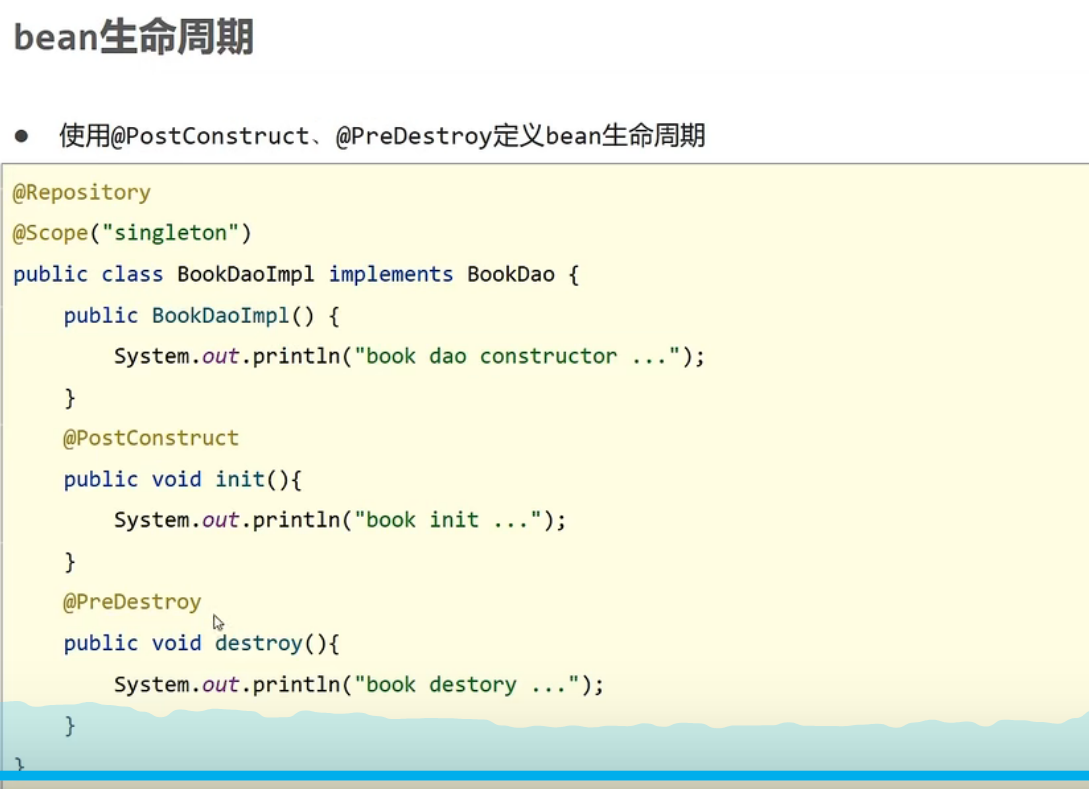 bean生命周期
● 使用@PostConstruct、@PreDestroy定义bean生命周期
@Repository
@Scope("singleton")
public class BookDaoImpl implements BookDao {
    public BookDaoImpl() {
        System.out.println("book dao constructor ...");
    }
    @PostConstruct
    public void init(){
        System.out.println("book init ...");
    }
    @PreDestroy
    public void destroy(){
        System.out.println("book destory ...");
    }
}